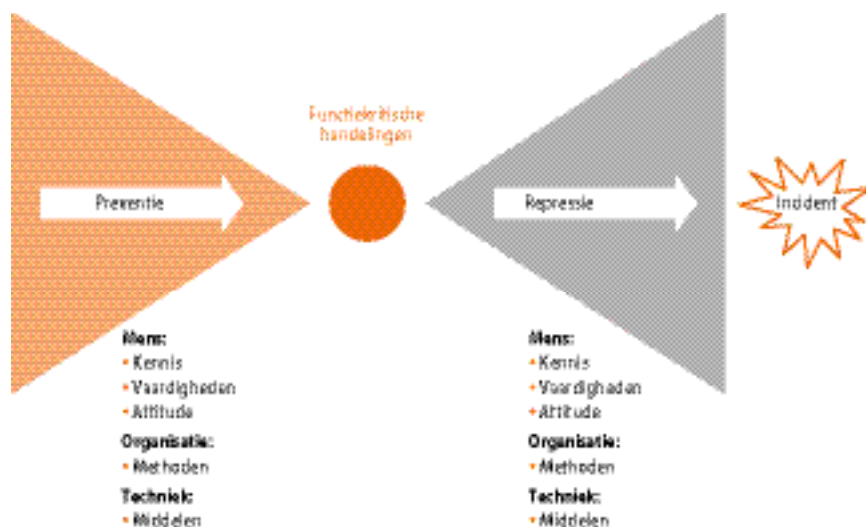 Functiekritische
handelingen
Preventie
Repressie
Incident
Mens:
• Kennis
• Vaardigheden
• Attitude
Organisatie:
• Methoden
Techniek:
• Middelen
Mens:
• Kennis
• Vaardigheden
• Attitude
Organisatie:
• Methoden
Techniek:
• Middelen